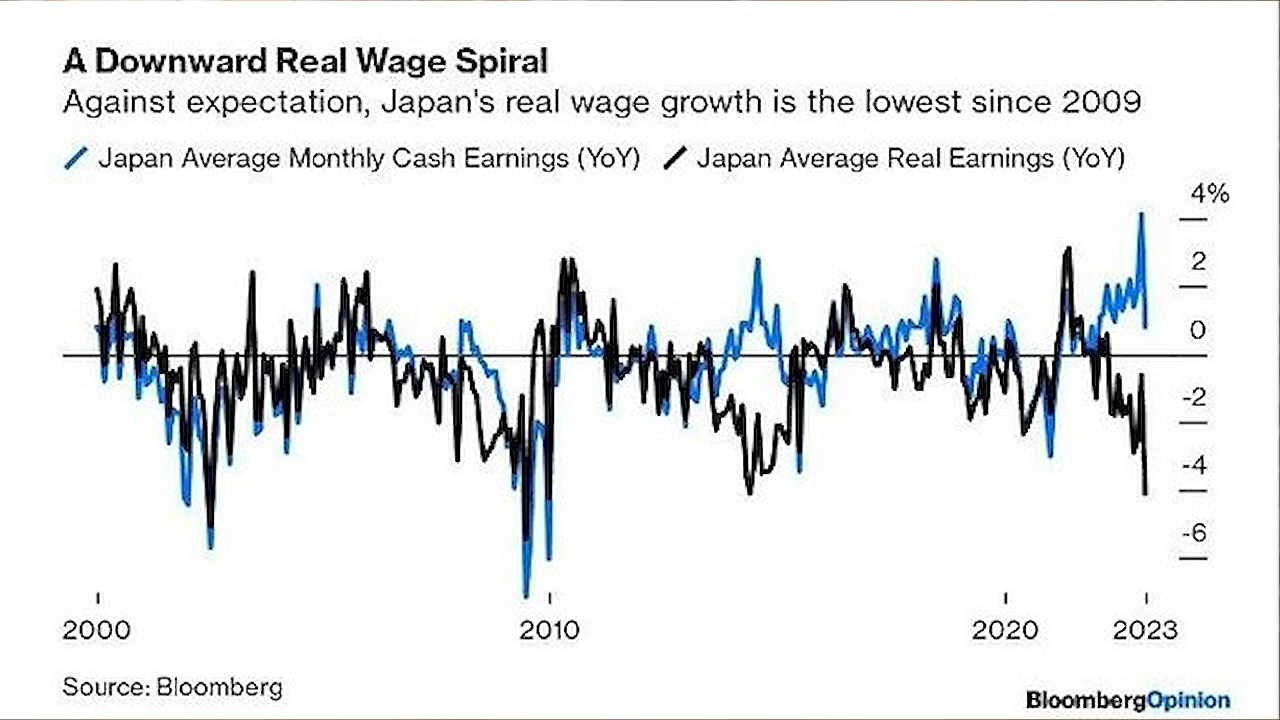 A Downward Real Wage Spiral
Against expectation, Japan's real wage growth is the lowest since 2009
Japan Average Monthly Cash Earnings (YoY) Japan Average Real Earnings (YoY)
4%
2
0
-2
-4
-6
2000 2010 2020 2023
Source: Bloomberg
BloombergOpinion